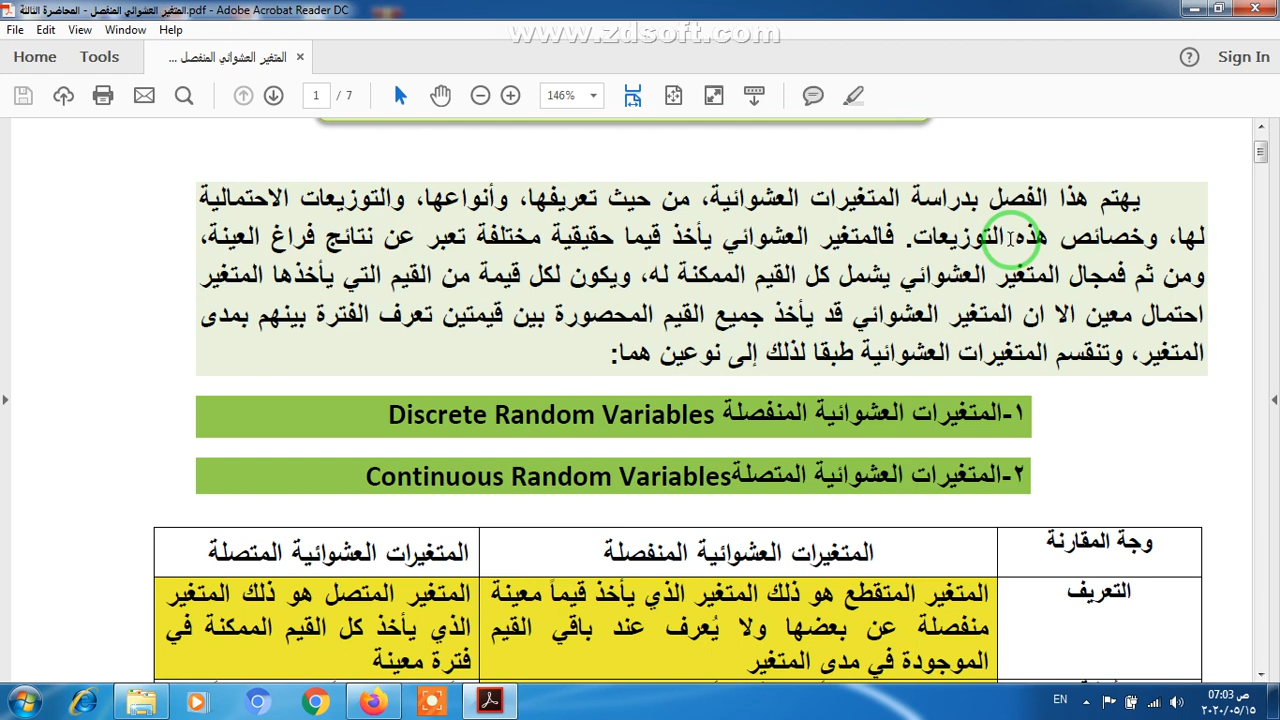 المتغير العشوائي المنفصل - المحاضرة الثالثة.pdf - Adobe Acrobat Reader DC
www.zdsoft.com
File Edit View Window Help
Home Tools المتغير العشوائي المنفصل ... × Sign In
1 / 7 146%
يهتم هذا الفصل بدراسة المتغيرات العشوائية، من حيث تعريفها، وأنواعها، والتوزيعات الاحتمالية
لها، وخصائص هذه التوزيعات. فالمتغير العشوائي يأخذ قيما حقيقية مختلفة تعبر عن نتائج فراغ العينة،
ومن ثم فمجال المتغير العشوائي يشمل كل القيم الممكنة له، ويكون لكل قيمة من القيم التي يأخذها المتغير
احتمال معين الا ان المتغير العشوائي قد يأخذ جميع القيم المحصورة بين قيمتين تعرف الفترة بينهم بمدى
المتغير، وتنقسم المتغيرات العشوائية طبقا لذلك إلى نوعين هما:
١-المتغيرات العشوائية المنفصلة Discrete Random Variables
٢-المتغيرات العشوائية المتصلةContinuous Random Variables
وجة المقارنة
المتغيرات العشوائية المنفصلة
المتغيرات العشوائية المتصلة
التعريف
المتغير المتقطع هو ذلك المتغير الذي يأخذ قيماً معينة
منفصلة عن بعضها ولا يُعرف عند باقي القيم
الموجودة في مدى المتغير
المتغير المتصل هو ذلك المتغير
الذي يأخذ كل القيم الممكنة في
فترة معينة
EN
07:03 ص
٢٠٢٠/٠٥/١٥